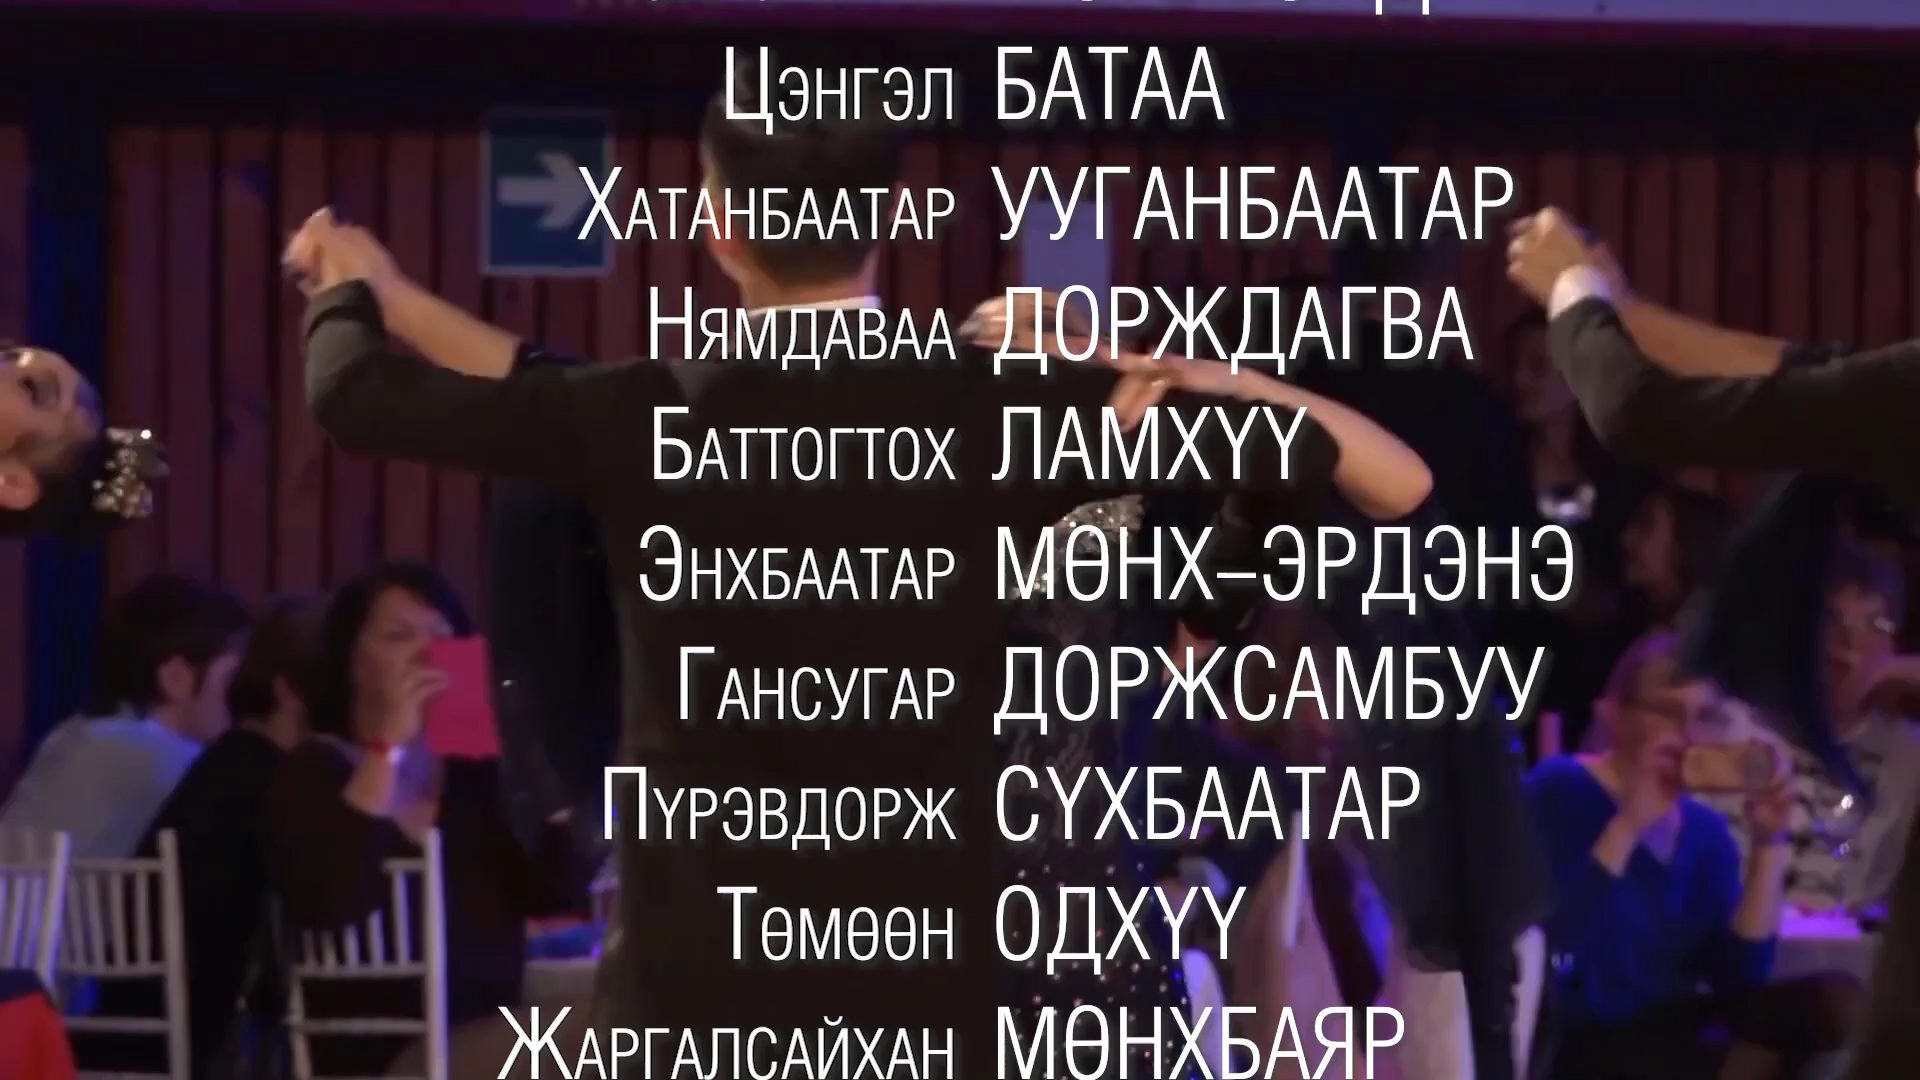 Цэнгэл БАТАА
Хатанбаатар УУГАНБААТАР
Нямдаваа ДОРЖДАГВА
Баттогтох ЛАМХҮҮ
Энхбаатар МӨНХ-ЭРДЭНЭ
Гансугар ДОРЖСАМБУУ
Пүрэвдорж СҮХБААТАР
Төмөөн ОДХҮҮ
Жаргалсайхан МӨНХБАЯР